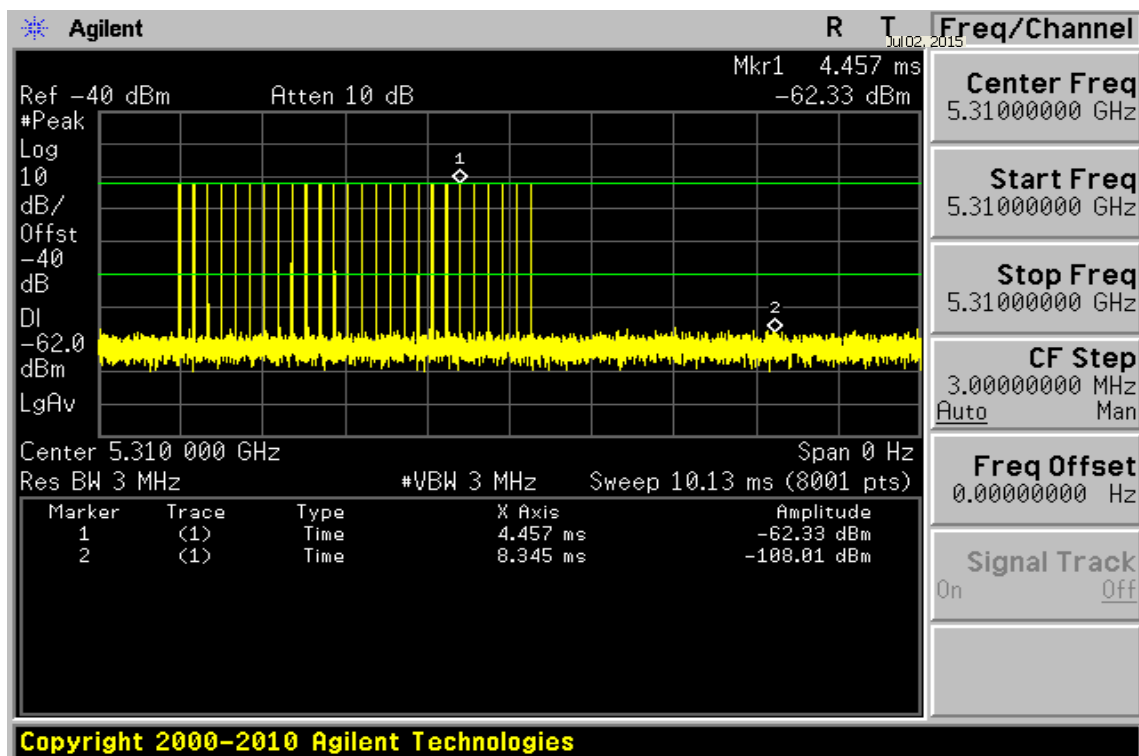 Agilent R T Freq/Channel
Jul 02, 2015
Mkr1 4.457 ms
Ref -40 dBm Atten 10 dB -62.33 dBm
#Peak
Log
10
dB/
Offst
-40
dB
DI
-62.0
dBm
LgAv
1
2
Center 5.310 000 GHz Span 0 Hz
Res BW 3 MHz #VBW 3 MHz Sweep 10.13 ms (8001 pts)
Marker Trace Type X Axis Amplitude
1 (1) Time 4.457 ms -62.33 dBm
2 (1) Time 8.345 ms -108.01 dBm
Center Freq
5.31000000 GHz
Start Freq
5.31000000 GHz
Stop Freq
5.31000000 GHz
CF Step
3.00000000 MHz
Auto Man
Freq Offset
0.00000000 Hz
Signal Track
On Off
Copyright 2000-2010 Agilent Technologies